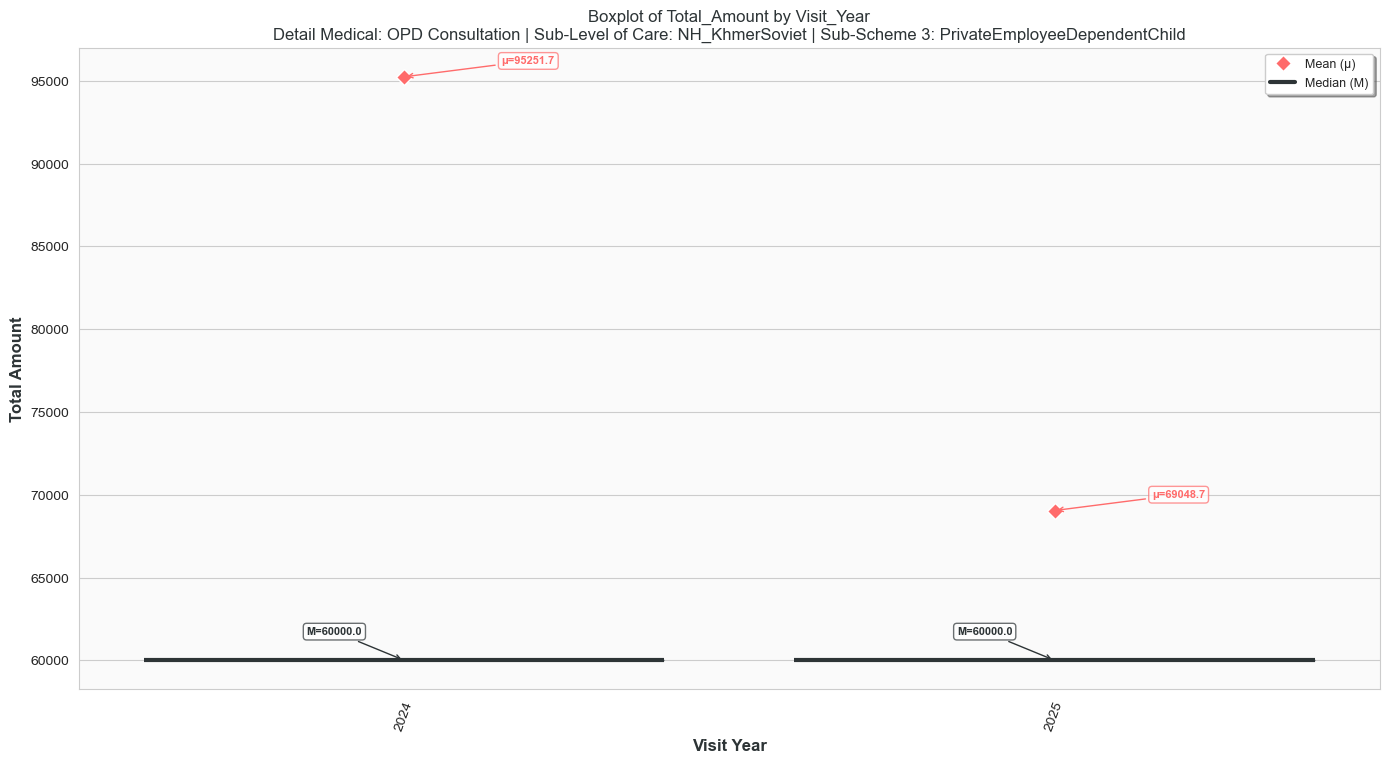 Boxplot of Total_Amount by Visit_Year
Detail Medical: OPD Consultation | Sub-Level of Care: NH_KhmerSoviet | Sub-Scheme 3: PrivateEmployeeDependentChild
Mean (μ)
Median (M)
μ=95251.7
μ=69048.7
M=60000.0
M=60000.0
95000
90000
85000
80000
75000
70000
65000
60000
Total Amount
2024
2025
Visit Year